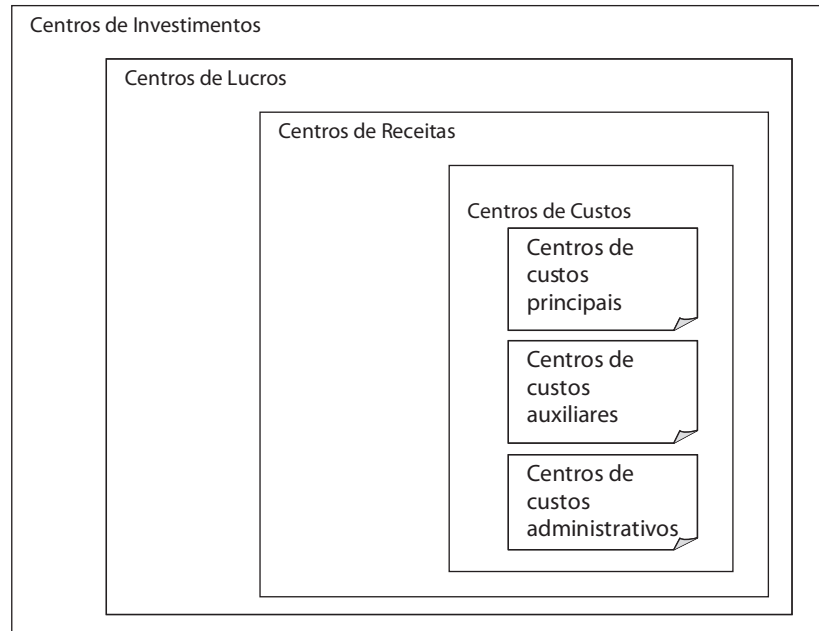 Centros de Investimentos
Centros de Lucros
Centros de Receitas
Centros de Custos
Centros de
custos
principais
Centros de
custos
auxiliares
Centros de
custos
administrativos